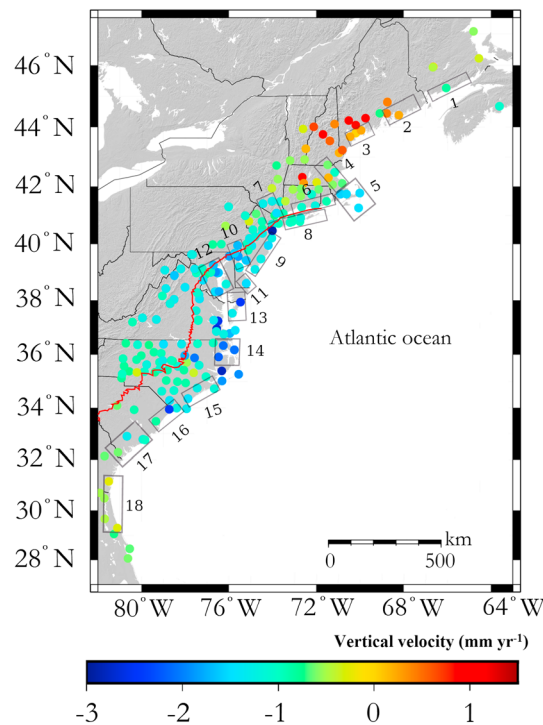 46°N
44°N
42°N
40°N
38°N
36°N
34°N
32°N
30°N
28°N
1
2
3
4
5
6
7
8
9
10
11
12
13
14
15
16
17
18
Atlantic ocean
km
0 500
80°W 76°W 72°W 68°W 64°W
Vertical velocity (mm yr-1)
-3 -2 -1 0 1